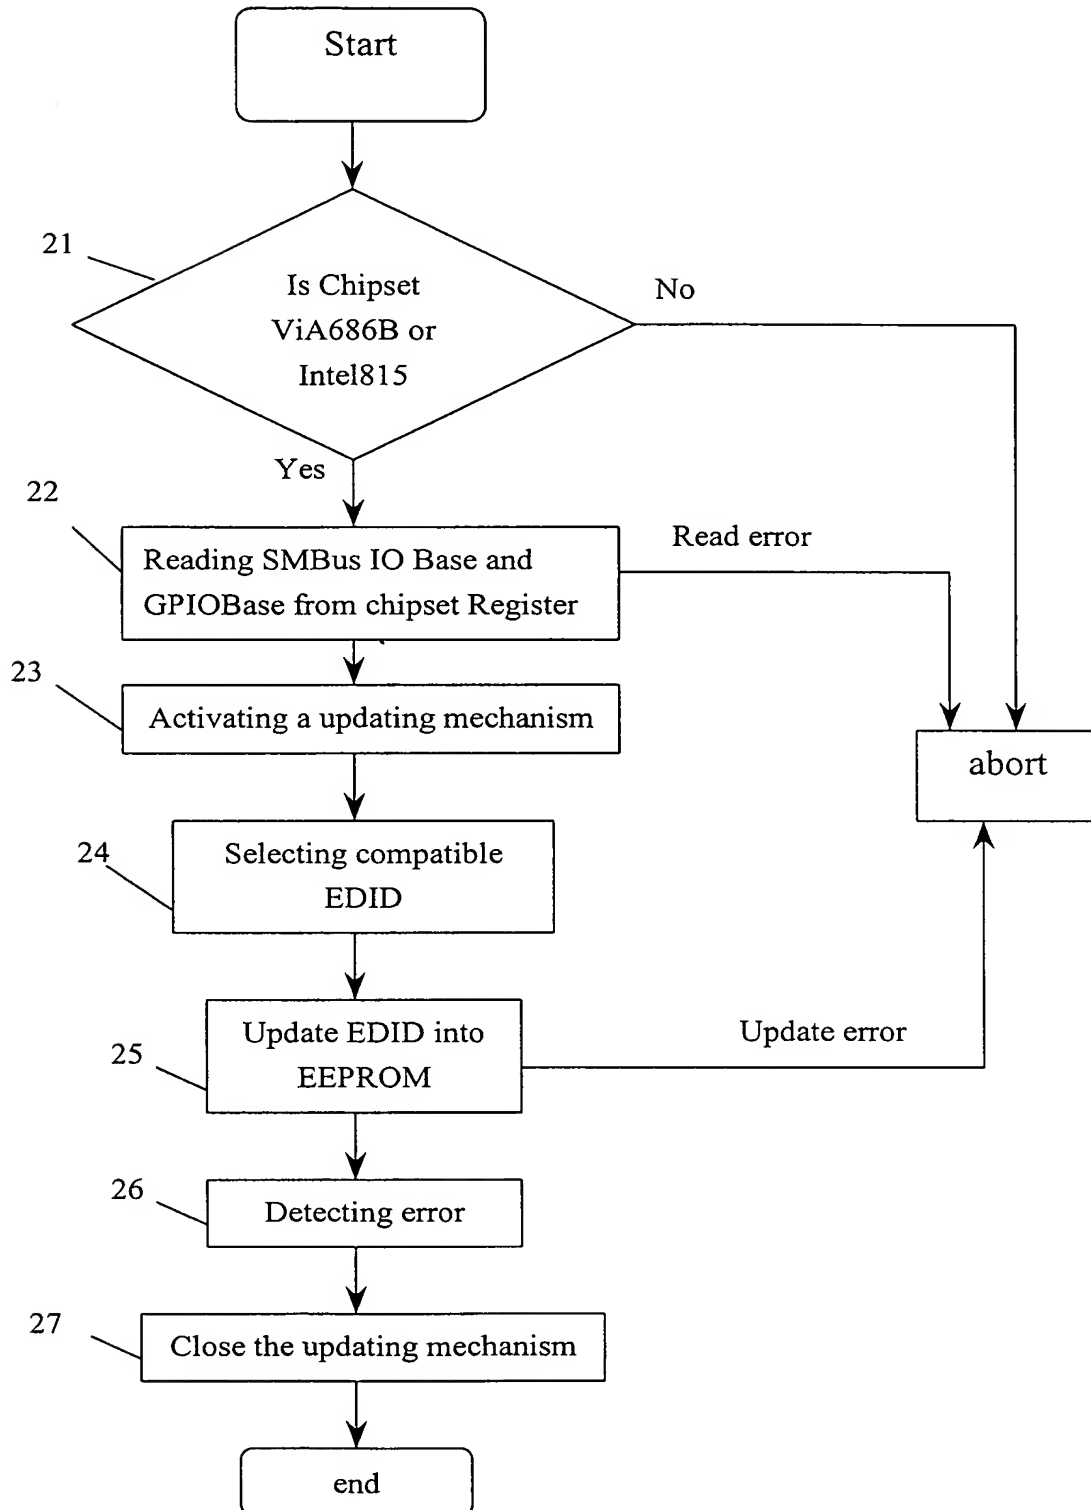 Start
21
Is Chipset
ViA686B or
Intel815
No
Yes
22
Reading SMBus IO Base and
GPIOBase from chipset Register
Read error
23
Activating a updating mechanism
abort
24
Selecting compatible
EDID
25
Update EDID into
EEPROM
Update error
26
Detecting error
27
Close the updating mechanism
end